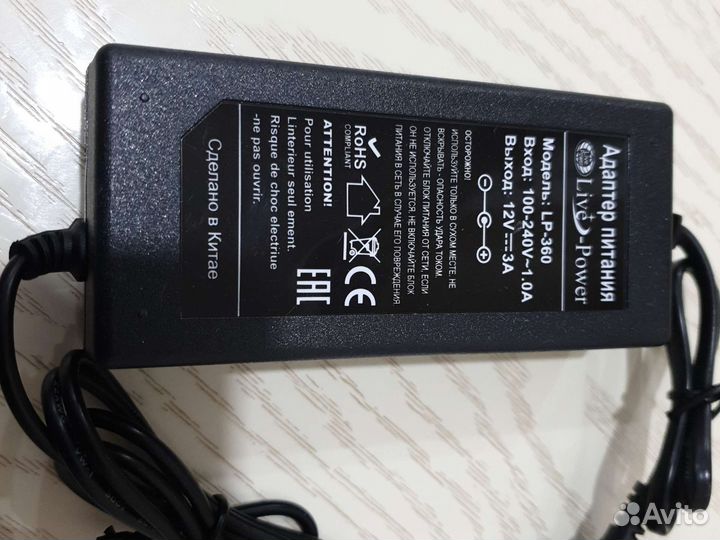 Адаптер питания
Live-Power
Модель: LP-360
Вход: 100-240V~1.0A
Выход: 12V⎓3A
ОСТОРОЖНО!
ИСПОЛЬЗУЙТЕ ТОЛЬКО В СУХОМ МЕСТЕ. НЕ
ВСКРЫВАТЬ - ОПАСНОСТЬ УДАРА ТОКОМ.
ОТКЛЮЧАЙТЕ БЛОК ПИТАНИЯ ОТ СЕТИ, ЕСЛИ
ОН НЕ ИСПОЛЬЗУЕТСЯ. НЕ ВКЛЮЧАЙТЕ БЛОК
ПИТАНИЯ В СЕТЬ В СЛУЧАЕ ЕГО ПОВРЕЖДЕНИЯ
RoHS
COMPLIANT
CE
EAC
ATTENTION!
Pour utilisation
Linterieur seul ement.
Risque de choc electriue
-ne pas ouvrir.
Сделано в Китае
Avito